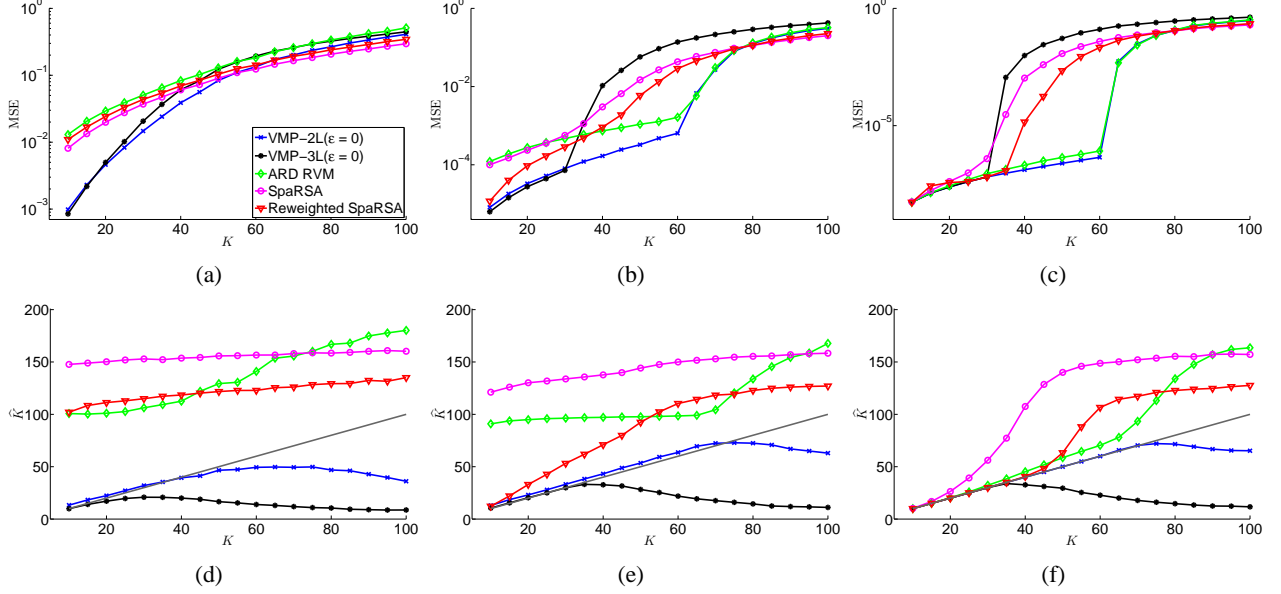 10^0
10^-1
10^-2
10^-3
MSE
20 40 60 80 100
K
VMP-2L(ε = 0)
VMP-3L(ε = 0)
ARD RVM
SpaRSA
Reweighted SpaRSA
(a)
10^0
10^-2
10^-4
MSE
20 40 60 80 100
K
(b)
10^0
10^-5
MSE
20 40 60 80 100
K
(c)
200
150
100
50
0
K̂
20 40 60 80 100
K
(d)
200
150
100
50
0
K̂
20 40 60 80 100
K
(e)
200
150
100
50
0
K̂
20 40 60 80 100
K
(f)